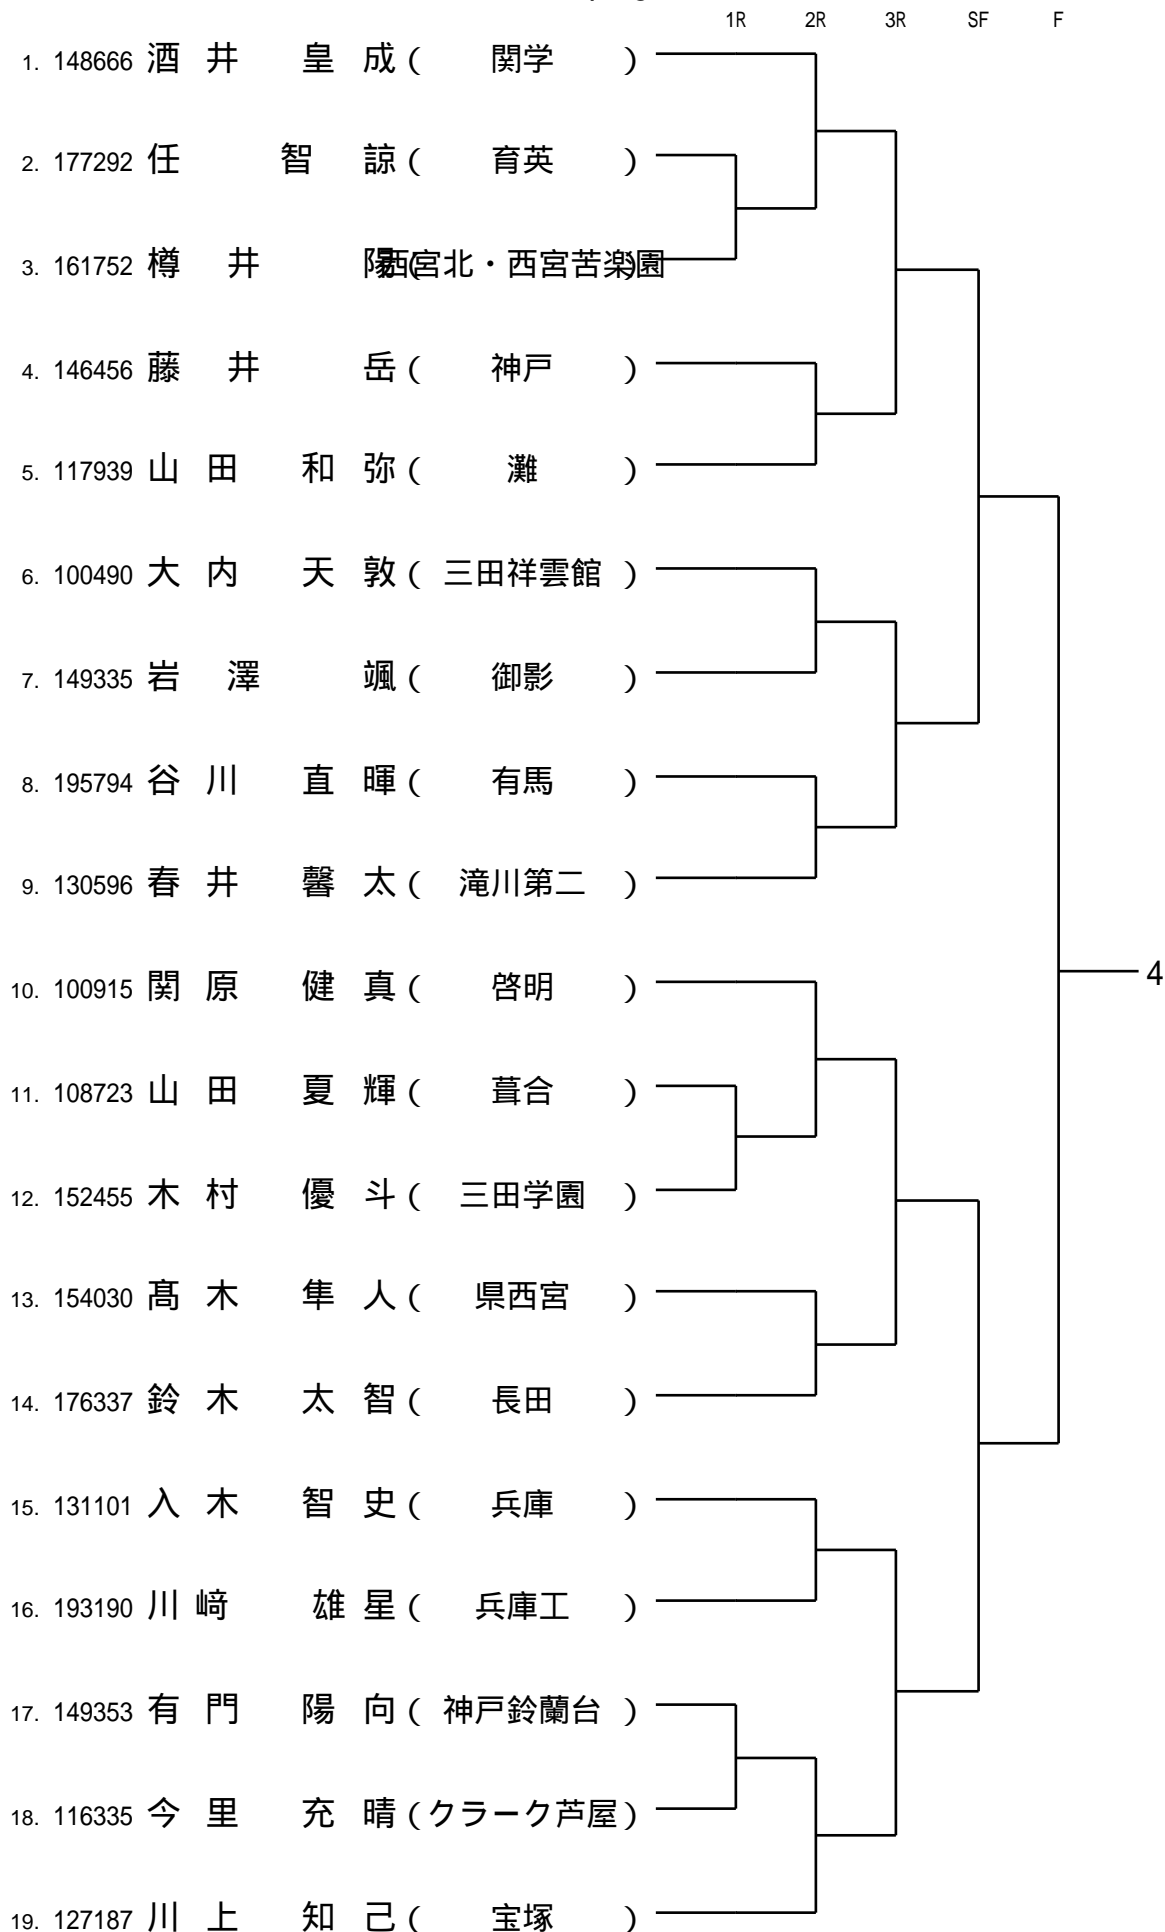 1R 2R 3R SF F
1. 148666 酒井 皇成 ( 関学 )
2. 177292 任 智諒 ( 育英 )
3. 161752 樽井 陽 ( 西宮北・西宮苦楽園 )
4. 146456 藤井 岳 ( 神戸 )
5. 117939 山田 和弥 ( 灘 )
6. 100490 大内 天敦 ( 三田祥雲館 )
7. 149335 岩澤 颯 ( 御影 )
8. 195794 谷川 直暉 ( 有馬 )
9. 130596 春井 馨太 ( 滝川第二 )
10. 100915 関原 健真 ( 啓明 )
4
11. 108723 山田 夏輝 ( 葺合 )
12. 152455 木村 優斗 ( 三田学園 )
13. 154030 髙木 隼人 ( 県西宮 )
14. 176337 鈴木 太智 ( 長田 )
15. 131101 入木 智史 ( 兵庫 )
16. 193190 川﨑 雄星 ( 兵庫工 )
17. 149353 有門 陽向 ( 神戸鈴蘭台 )
18. 116335 今里 充晴 ( クラーク芦屋 )
19. 127187 川上 知己 ( 宝塚 )